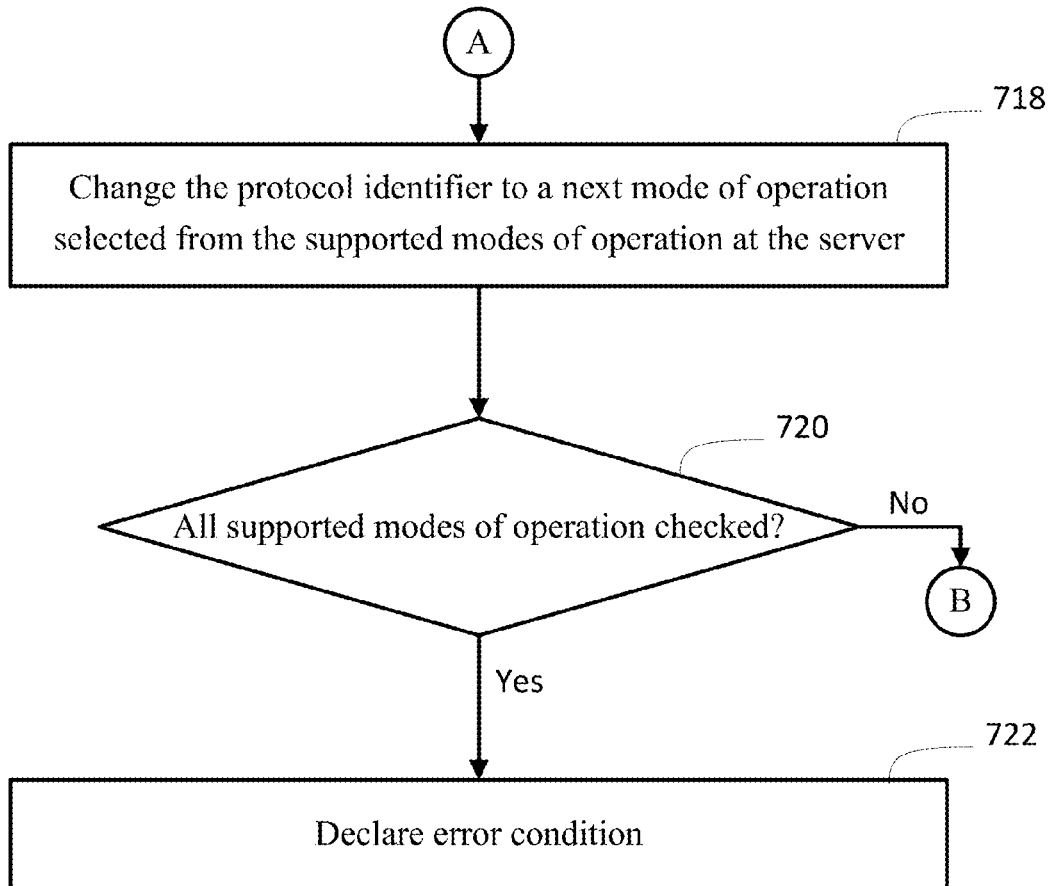 A
718
Change the protocol identifier to a next mode of operation
selected from the supported modes of operation at the server
720
All supported modes of operation checked?
No
B
Yes
722
Declare error condition